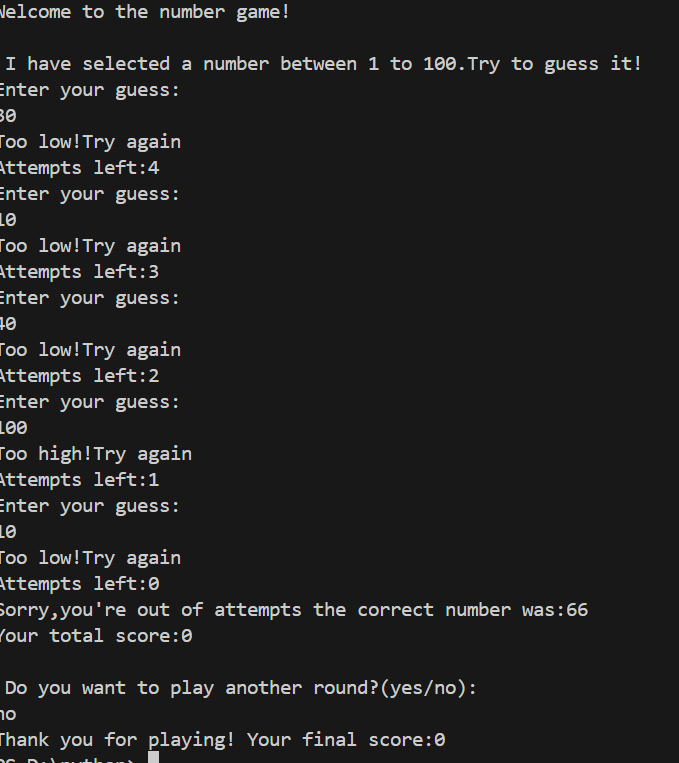 Welcome to the number game!
I have selected a number between 1 to 100.Try to guess it!
Enter your guess:
30
Too low!Try again
Attempts left:4
Enter your guess:
10
Too low!Try again
Attempts left:3
Enter your guess:
40
Too low!Try again
Attempts left:2
Enter your guess:
100
Too high!Try again
Attempts left:1
Enter your guess:
10
Too low!Try again
Attempts left:0
Sorry,you're out of attempts the correct number was:66
Your total score:0
Do you want to play another round?(yes/no):
no
Thank you for playing! Your final score:0
PS D:\python>